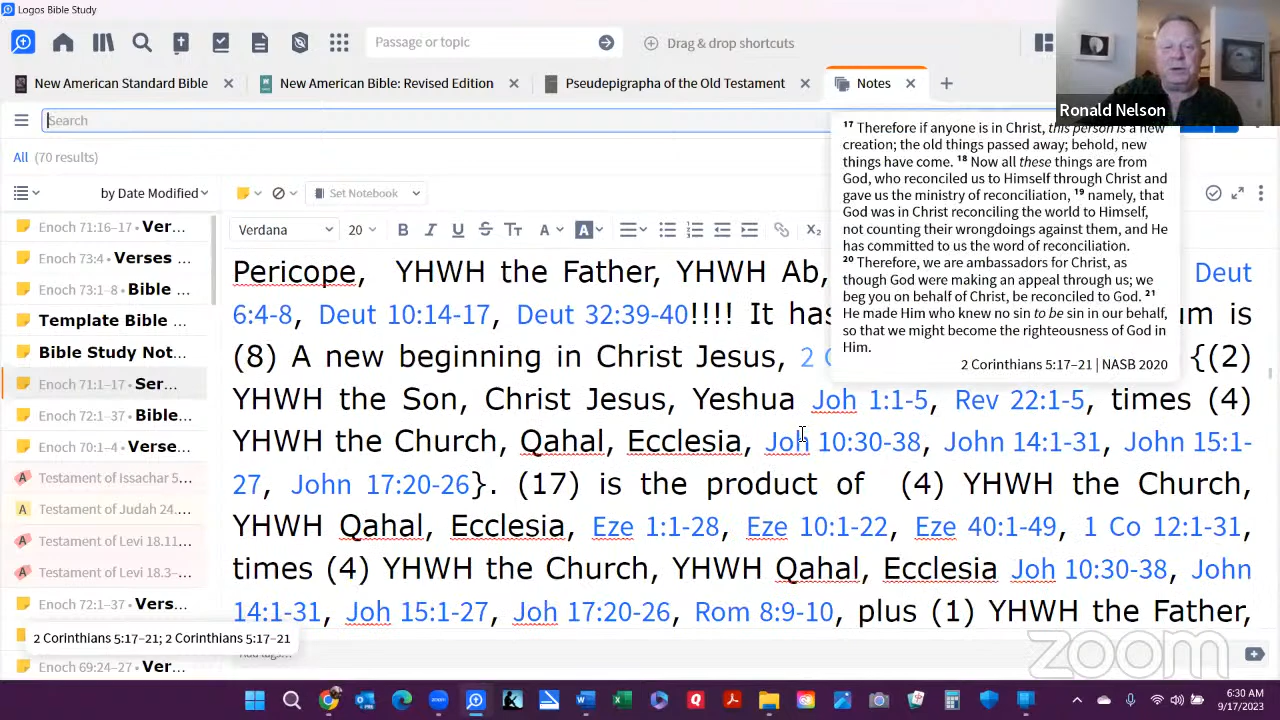 Logos Bible Study
Passage or topic
Drag & drop shortcuts
New American Standard Bible
New American Bible: Revised Edition
Pseudepigrapha of the Old Testament
Notes
Ronald Nelson
Search
All (70 results)
by Date Modified
Set Notebook
Enoch 71:16–17 • Ver...
Enoch 73:4 • Verses ...
Enoch 73:1–8 • Bible ...
Template Bible ...
Bible Study Not...
Enoch 71:1–17 • Ser...
Enoch 72:1–37 • Bible...
Enoch 70:1–4 • Verse...
Testament of Issachar 5...
Testament of Judah 24....
Testament of Levi 18.11...
Testament of Levi 18.3–...
Enoch 72:1–37 • Vers...
2 Corinthians 5:17–21; 2 Corinthians 5:17–21
Enoch 69:24–27 • Ver...
Verdana
20
Pericope, YHWH the Father, YHWH Ab, Deut
6:4-8, Deut 10:14-17, Deut 32:39-40!!!! It has um is
(8) A new beginning in Christ Jesus, 2 {(2)
YHWH the Son, Christ Jesus, Yeshua Joh 1:1-5, Rev 22:1-5, times (4)
YHWH the Church, Qahal, Ecclesia, Joh 10:30-38, John 14:1-31, John 15:1-
27, John 17:20-26}. (17) is the product of (4) YHWH the Church,
YHWH Qahal, Ecclesia, Eze 1:1-28, Eze 10:1-22, Eze 40:1-49, 1 Co 12:1-31,
times (4) YHWH the Church, YHWH Qahal, Ecclesia Joh 10:30-38, John
14:1-31, Joh 15:1-27, Joh 17:20-26, Rom 8:9-10, plus (1) YHWH the Father,
17 Therefore if anyone is in Christ, this person is a new
creation; the old things passed away; behold, new
things have come. 18 Now all these things are from
God, who reconciled us to Himself through Christ and
gave us the ministry of reconciliation, 19 namely, that
God was in Christ reconciling the world to Himself,
not counting their wrongdoings against them, and He
has committed to us the word of reconciliation.
20 Therefore, we are ambassadors for Christ, as
though God were making an appeal through us; we
beg you on behalf of Christ, be reconciled to God. 21
He made Him who knew no sin to be sin in our behalf,
so that we might become the righteousness of God in
Him.
2 Corinthians 5:17–21 | NASB 2020
Add tags...
zoom
6:30 AM
9/17/2023